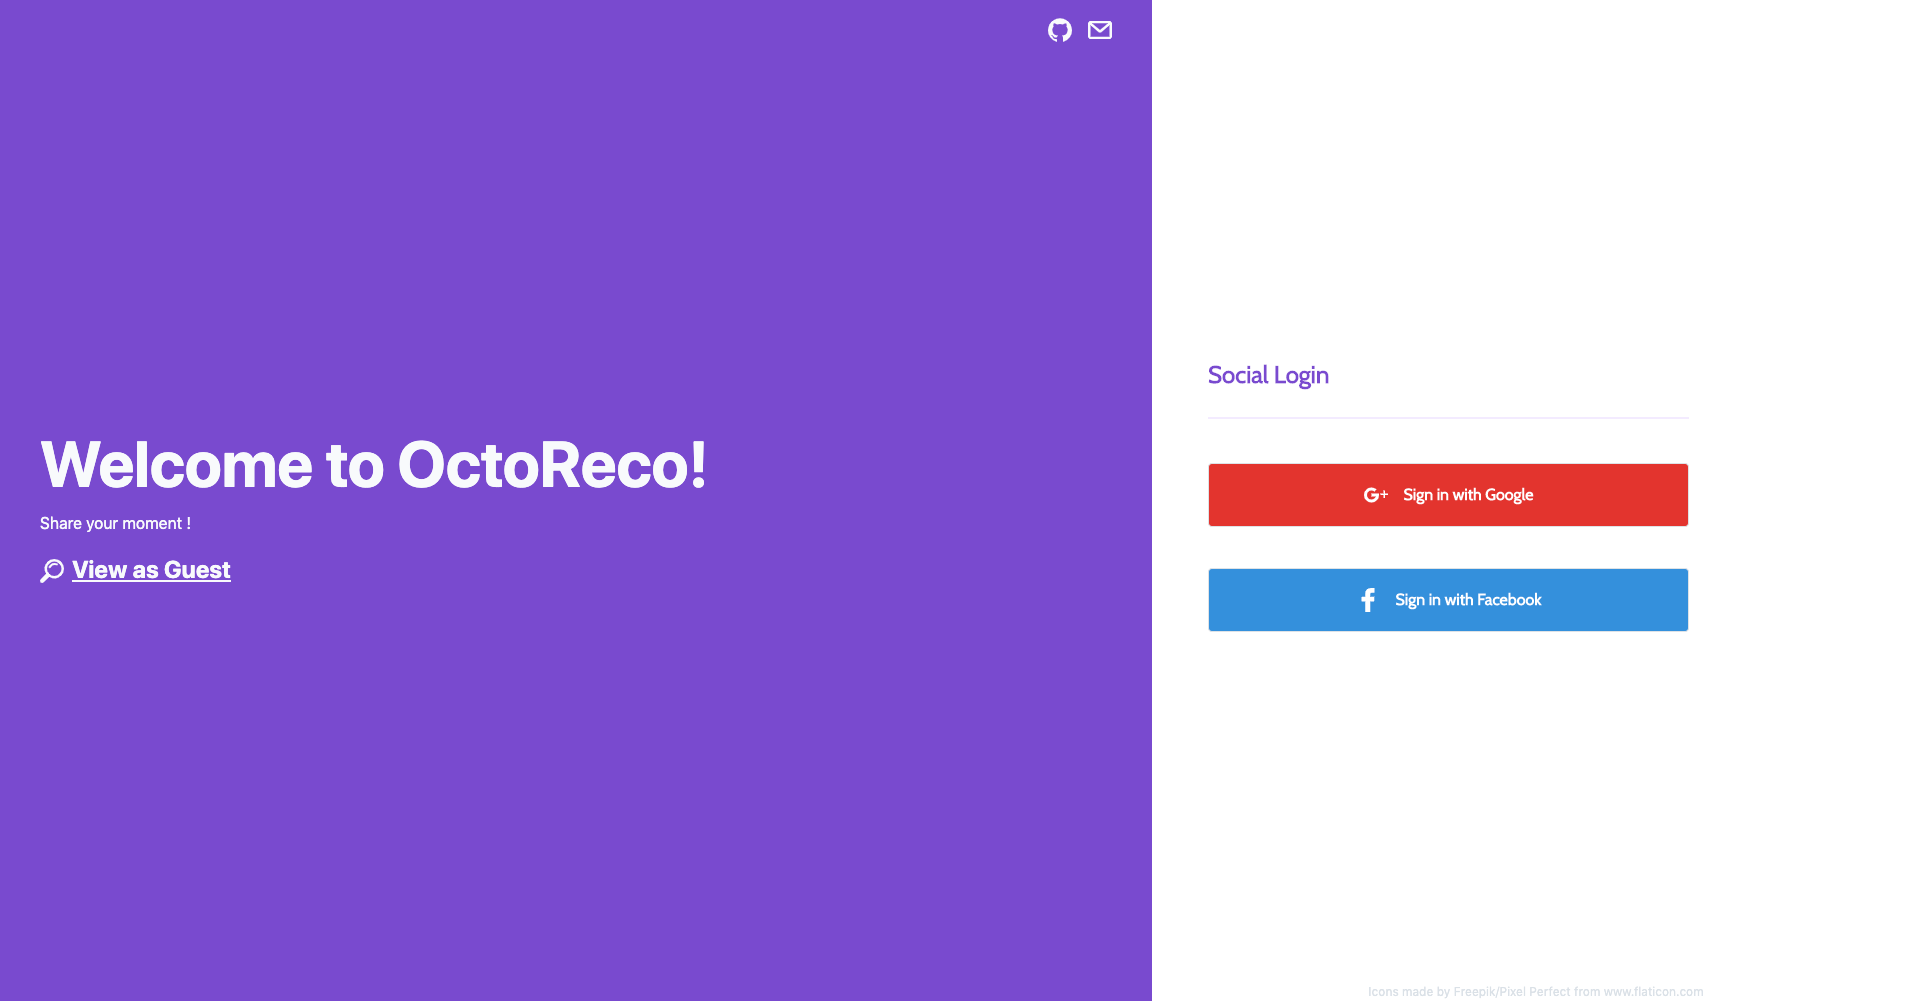 Welcome to OctoReco!
Share your moment !
View as Guest
Social Login
G+ Sign in with Google
f Sign in with Facebook
Icons made by Freepik/Pixel Perfect from www.flaticon.com